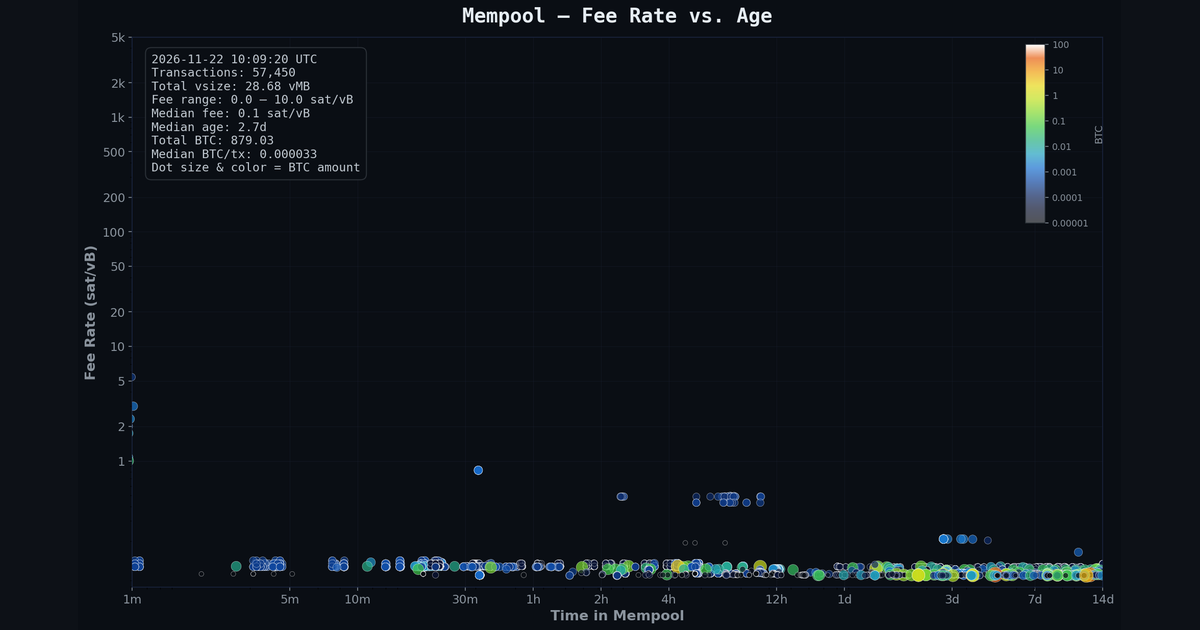 Mempool — Fee Rate vs. Age
2026-11-22 10:09:20 UTC
Transactions: 57,450
Total vsize: 28.68 vMB
Fee range: 0.0 — 10.0 sat/vB
Median fee: 0.1 sat/vB
Median age: 2.7d
Total BTC: 879.03
Median BTC/tx: 0.000033
Dot size & color = BTC amount
100
10
1
0.1
0.01
0.001
0.0001
0.00001
BTC
Fee Rate (sat/vB)
5k
2k
1k
500
200
100
50
20
10
5
2
1
1m
5m
10m
30m
1h
2h
4h
12h
1d
3d
7d
14d
Time in Mempool